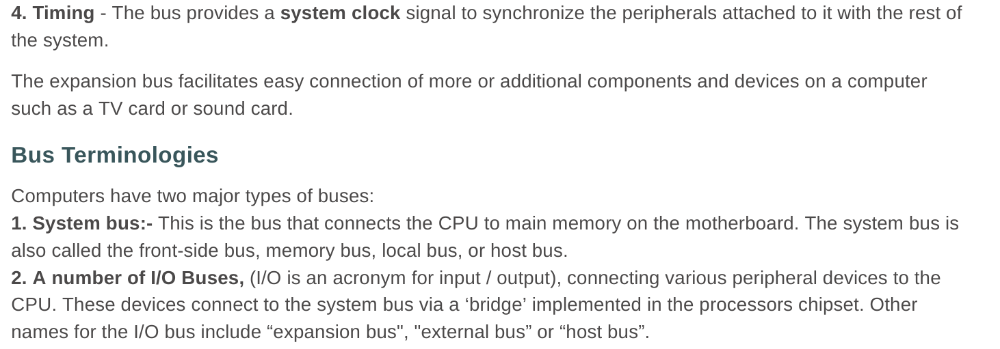 4. Timing - The bus provides a system clock signal to synchronize the peripherals attached to it with the rest of
the system.
The expansion bus facilitates easy connection of more or additional components and devices on a computer
such as a TV card or sound card.
Bus Terminologies
Computers have two major types of buses:
1. System bus:- This is the bus that connects the CPU to main memory on the motherboard. The system bus is
also called the front-side bus, memory bus, local bus, or host bus.
2. A number of I/O Buses, (I/O is an acronym for input / output), connecting various peripheral devices to the
CPU. These devices connect to the system bus via a ‘bridge’ implemented in the processors chipset. Other
names for the I/O bus include “expansion bus", "external bus” or “host bus”.